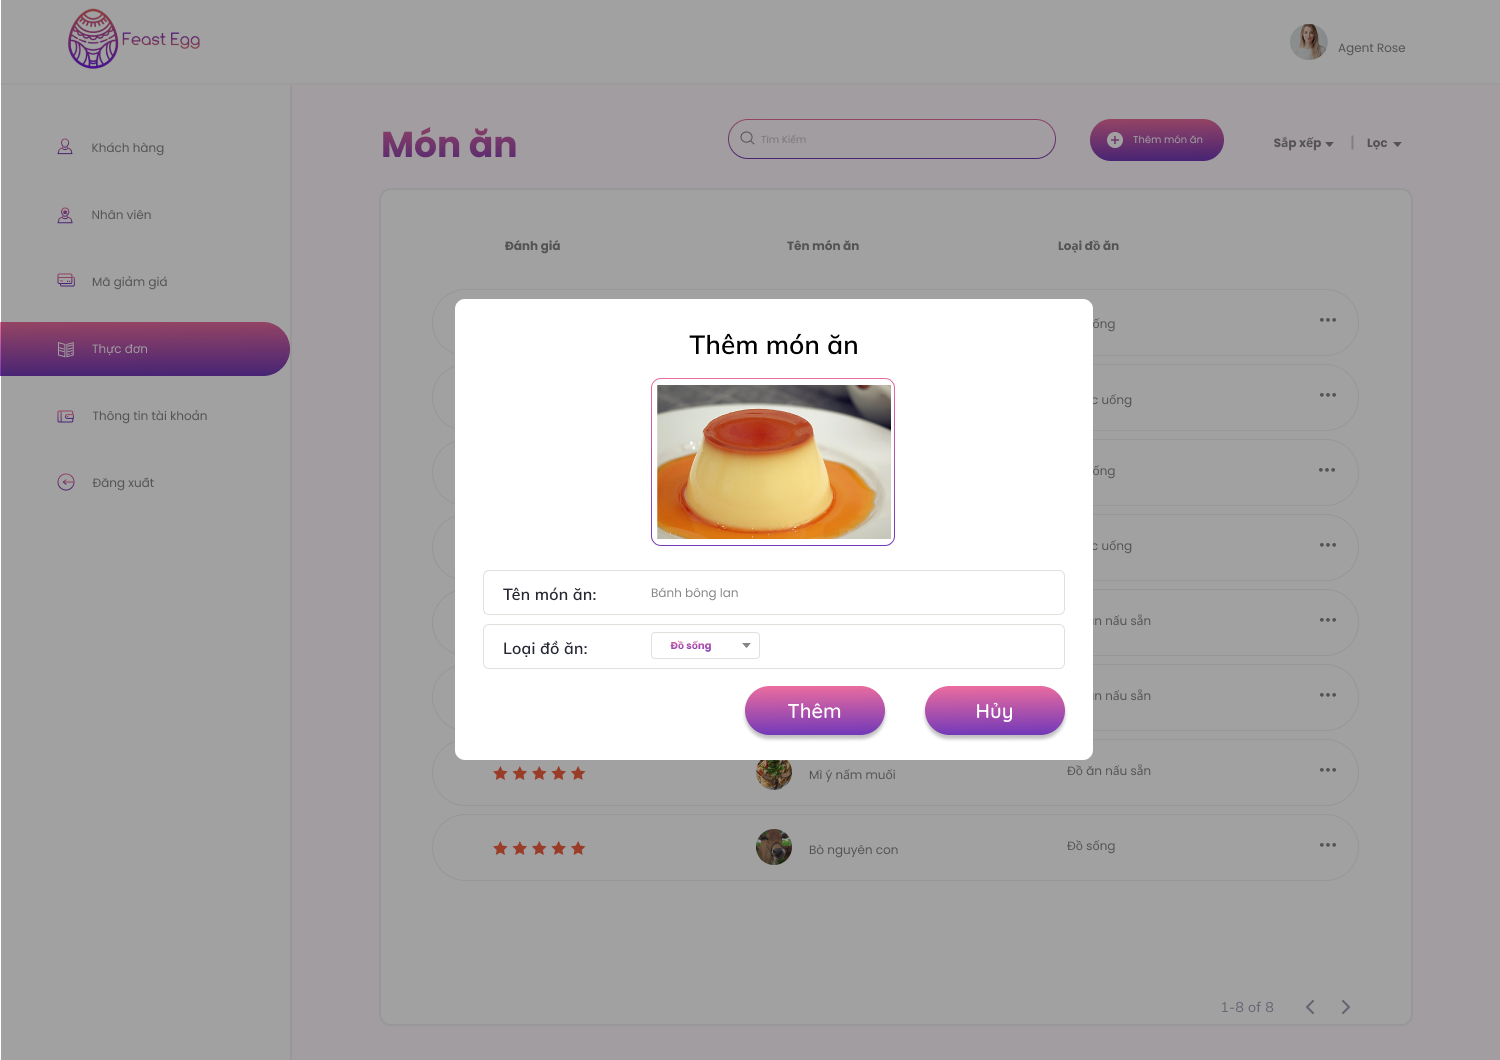 Feast Egg
Agent Rose
Khách hàng
Nhân viên
Mã giảm giá
Thực đơn
Thông tin tài khoản
Đăng xuất
Món ăn
Tìm Kiếm
Thêm món ăn
Sắp xếp | Lọc
Đánh giá Tên món ăn Loại đồ ăn
ống
c uống
ống
c uống
n nấu sẵn
n nấu sẵn
Thêm món ăn
Tên món ăn: Bánh bông lan
Loại đồ ăn: Đồ sống
Thêm Hủy
Mì ý nấm muối Đồ ăn nấu sẵn
Bò nguyên con Đồ sống
1-8 of 8